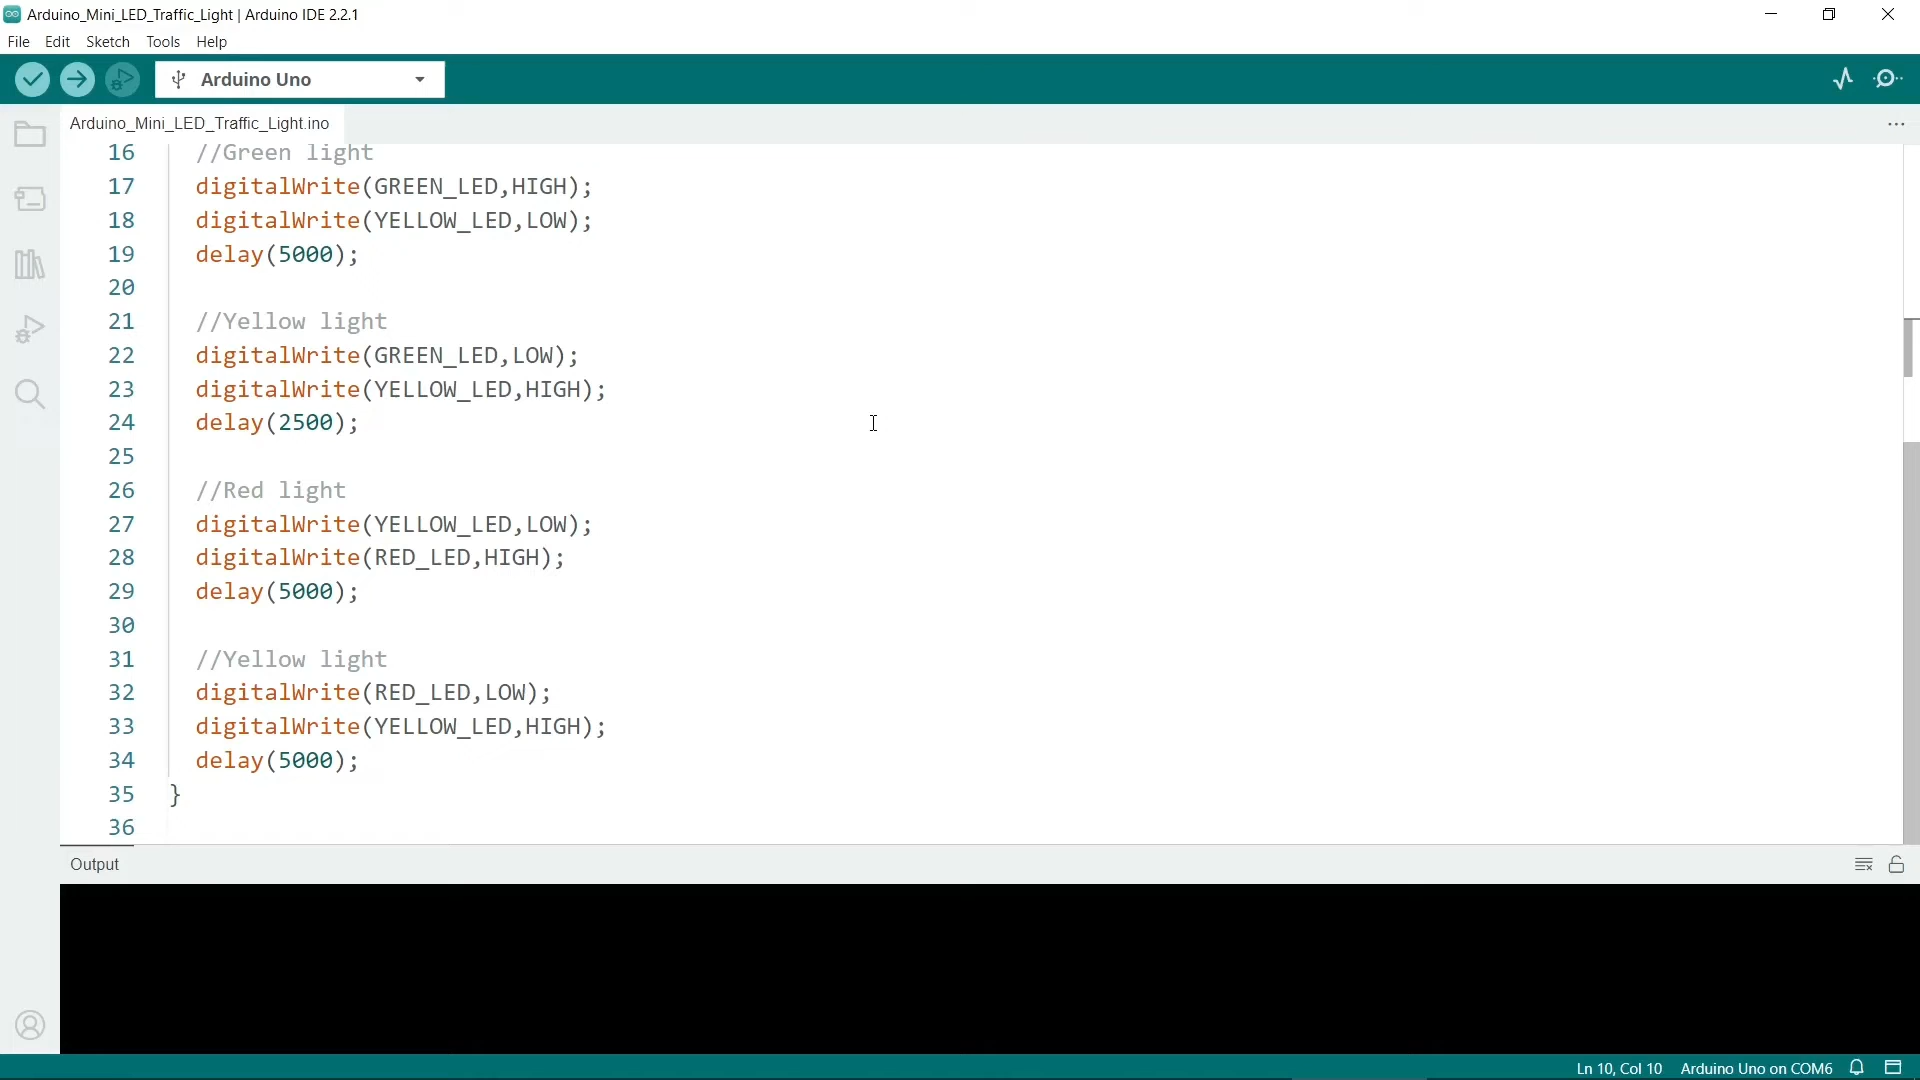 Arduino_Mini_LED_Traffic_Light | Arduino IDE 2.2.1
File Edit Sketch Tools Help
Arduino Uno
Arduino_Mini_LED_Traffic_Light.ino
16 //Green light
17 digitalWrite(GREEN_LED,HIGH);
18 digitalWrite(YELLOW_LED,LOW);
19 delay(5000);
20
21 //Yellow light
22 digitalWrite(GREEN_LED,LOW);
23 digitalWrite(YELLOW_LED,HIGH);
24 delay(2500);
25
26 //Red light
27 digitalWrite(YELLOW_LED,LOW);
28 digitalWrite(RED_LED,HIGH);
29 delay(5000);
30
31 //Yellow light
32 digitalWrite(RED_LED,LOW);
33 digitalWrite(YELLOW_LED,HIGH);
34 delay(5000);
35 }
36
Output
Ln 10, Col 10 Arduino Uno on COM6